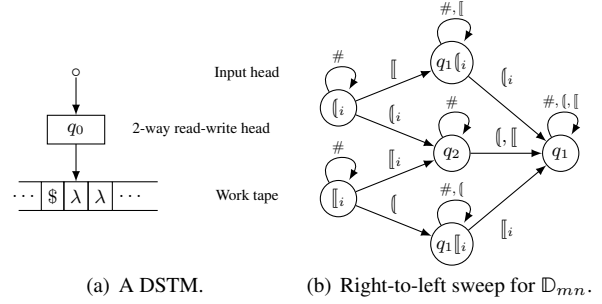 Input head
q₀
2-way read-write head
··· $ λ λ ···
Work tape
(a) A DSTM.
#, ⟦
#
⟦
q₁⦇ᵢ
⦇ᵢ
⦇ᵢ
⦇ᵢ
#
#, ⦇, ⟦
#
⟦ᵢ
q₂
⦇, ⟦
q₁
⟦ᵢ
⦇
#, ⦇
q₁⟦ᵢ
⟦ᵢ
(b) Right-to-left sweep for 𝔻ₘₙ.